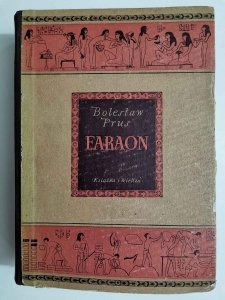 Bolesław
Prus
FARAON
Książka i Wiedza